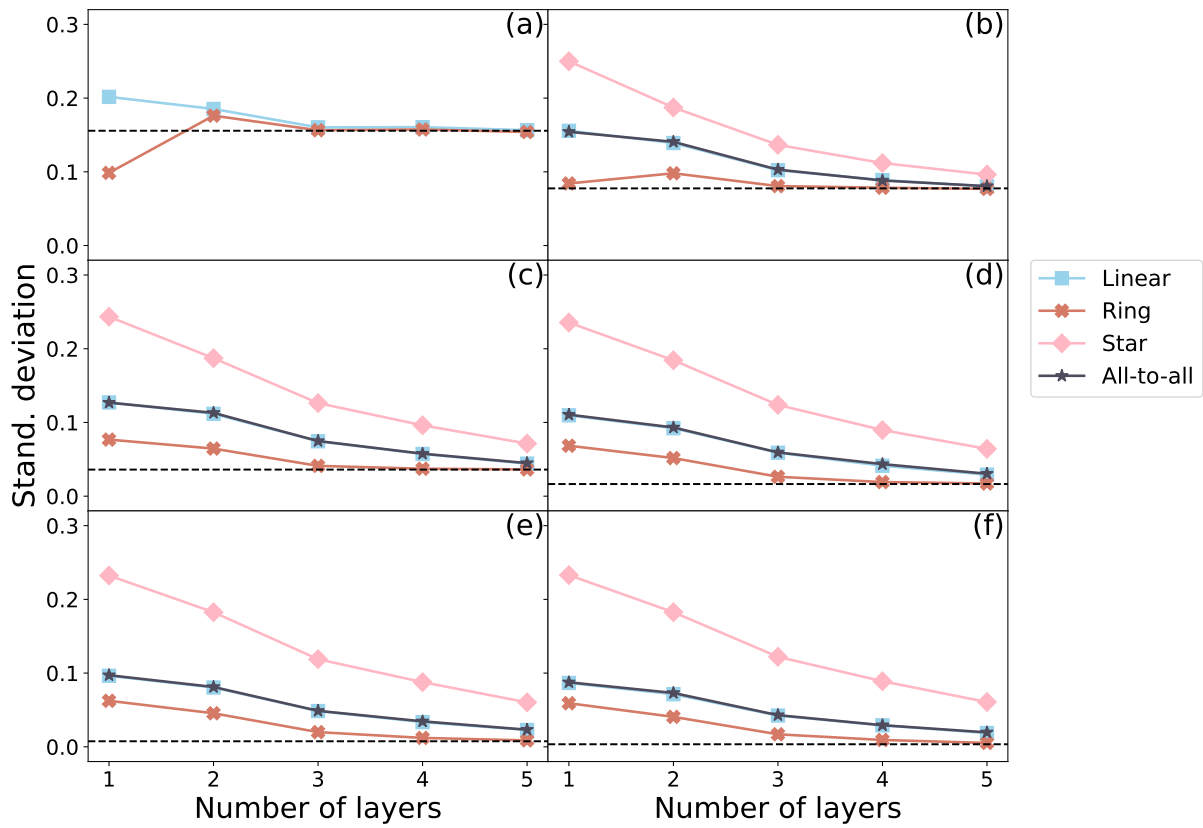 0.3
0.2
0.1
0.0
(a)
(b)
0.3
0.2
0.1
0.0
(c)
(d)
0.3
0.2
0.1
0.0
(e)
(f)
Stand. deviation
1 2 3 4 5
1 2 3 4 5
Number of layers
Number of layers
Linear
Ring
Star
All-to-all